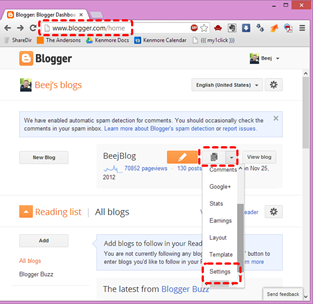 Blogger: Blogger Dashboa
www.blogger.com/home
ShareDir
The Andersons
Kenmore Docs
Kenmore Calendar
{{{ my1click }}}
Blogger
Beej
Beej's blogs
English (United States)
We have enabled automatic spam detection for comments. You should occasionally check the
comments in your spam inbox. Learn more about Blogger's spam detection or report issues.
New Blog
BeejBlog
View blog
70852 pageviews - 130 posts
on Nov 25,
2012
Comments
Google+
Stats
Earnings
Layout
Template
Settings
Reading list
All blogs
eader
Add
Add blogs to follow in your Read
You are not currently following any blog
" button to
enter blogs you'd like to follow in your
All blogs
Blogger Buzz
The latest from Blogger Buzz
Send feedback